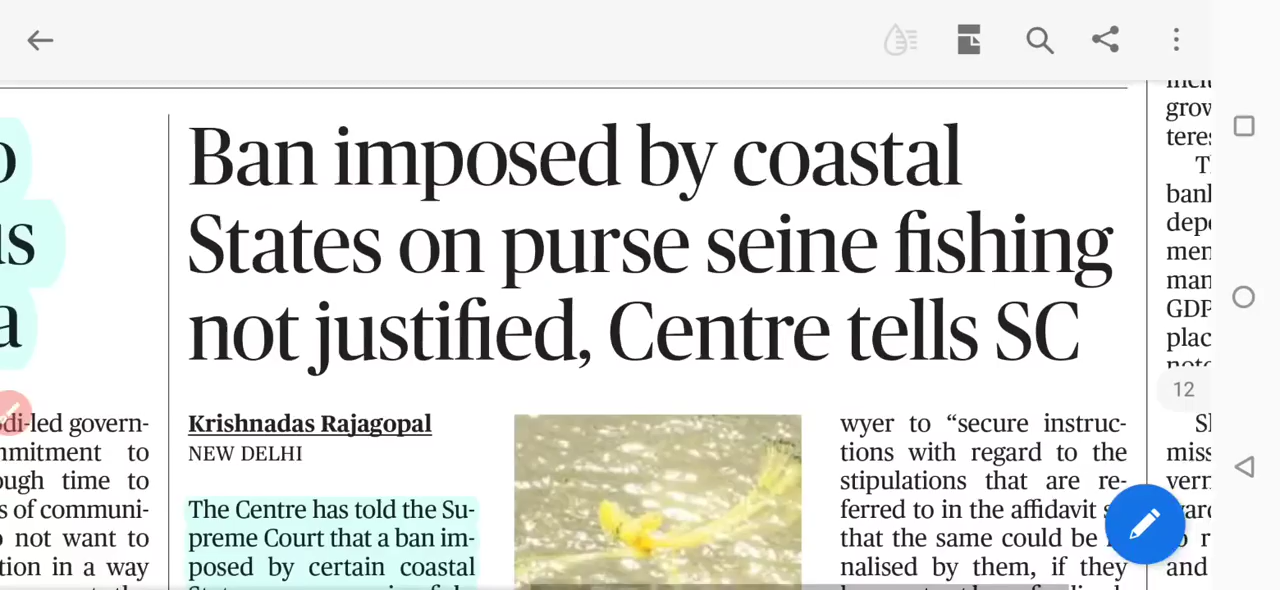 Ban imposed by coastal
States on purse seine fishing
not justified, Centre tells SC
Krishnadas Rajagopal
NEW DELHI
The Centre has told the Su-
preme Court that a ban im-
posed by certain coastal
wyer to “secure instruc-
tions with regard to the
stipulations that are re-
ferred to in the affidavit
that the same could be
nalised by them, if they
di-led govern-
mitment to
ough time to
s of communi-
not want to
tion in a way
grow
teres
bank
depe
men
man
GDP
plac
12
miss
vern
and